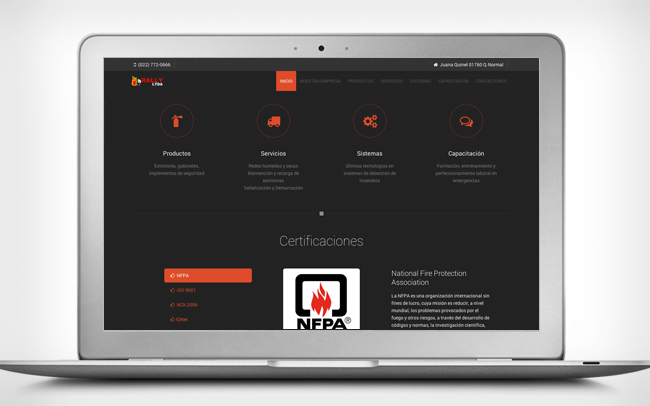 (022) 772-0866
Juana Quinel 01760 Q. Normal
RALLY
LTDA
INICIO NUESTRA EMPRESA PRODUCTOS SERVICIOS SISTEMAS CAPACITACIÓN CONTACTENOS
Productos
Extintores, gabinetes,
implementos de seguridad
Servicios
Redes humedas y secas
Mantención y recarga de
extintores
Señalización y Demarcación
Sistemas
Últimas tecnologías en
sistemas de detección de
incendios
Capacitación
Formación, entrenamiento y
perfeccionamiento laboral en
emergencias
Certificaciones
NFPA
ISO 9001
NCH 2056
IQNet
NFPA®
National Fire Protection
Association
La NFPA es una organización internacional sin
fines de lucro, cuya misión es reducir, a nivel
mundial, los problemas provocados por el
fuego y otros riesgos, a través del desarrollo de
códigos y normas, la investigación científica,